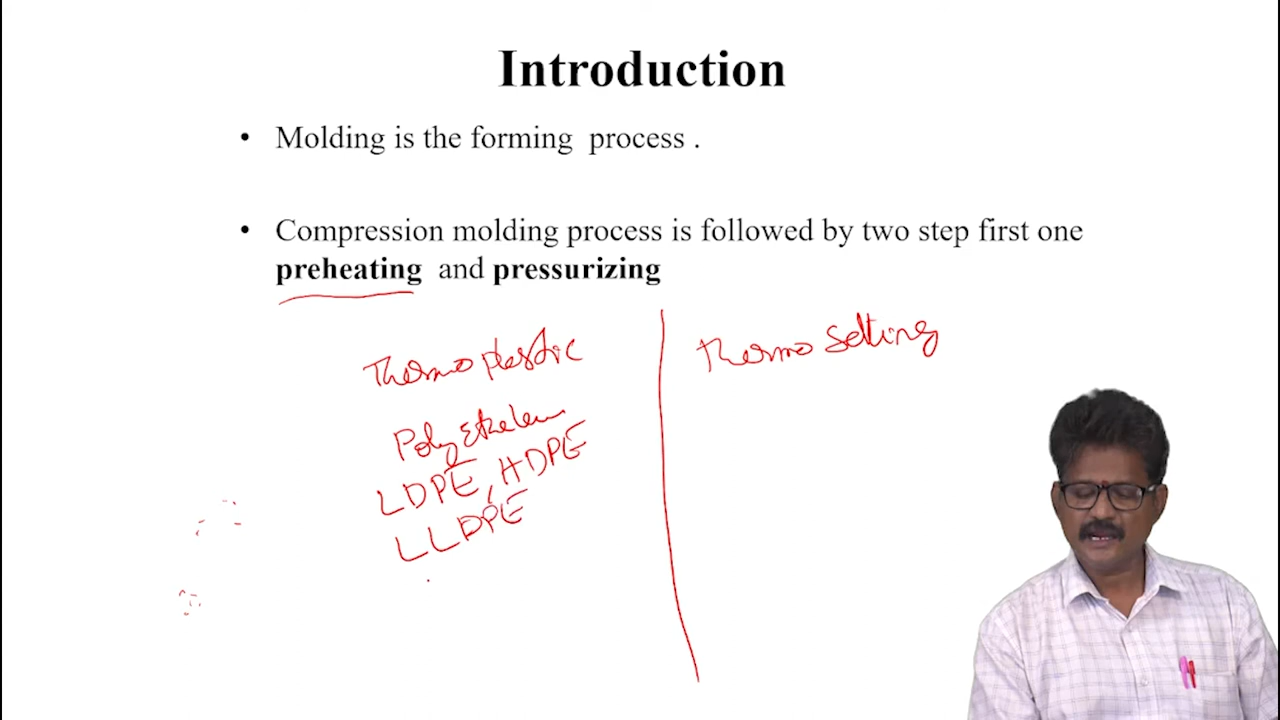 Introduction
• Molding is the forming process .
• Compression molding process is followed by two step first one
preheating and pressurizing
Thermoplastic
Thermo Setting
PolyEthelen
LDPE, HDPE
LLDPE